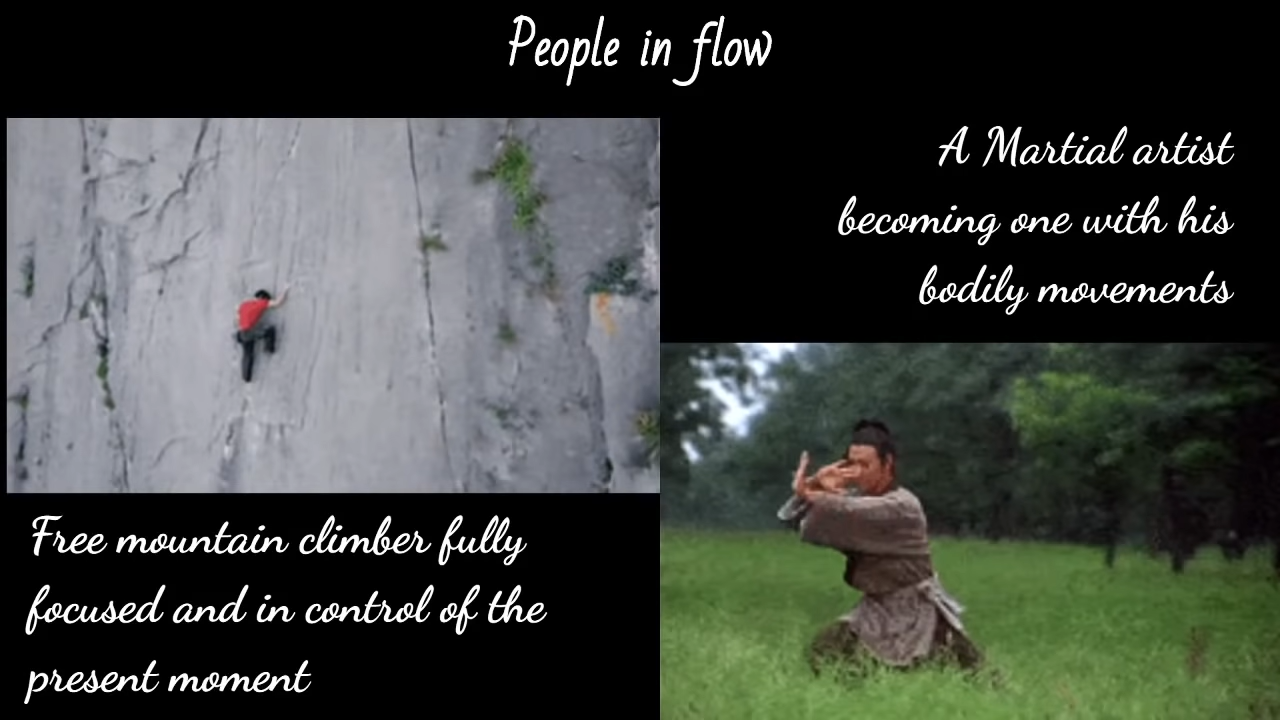 People in flow
A Martial artist
becoming one with his
bodily movements
Free mountain climber fully
focused and in control of the
present moment